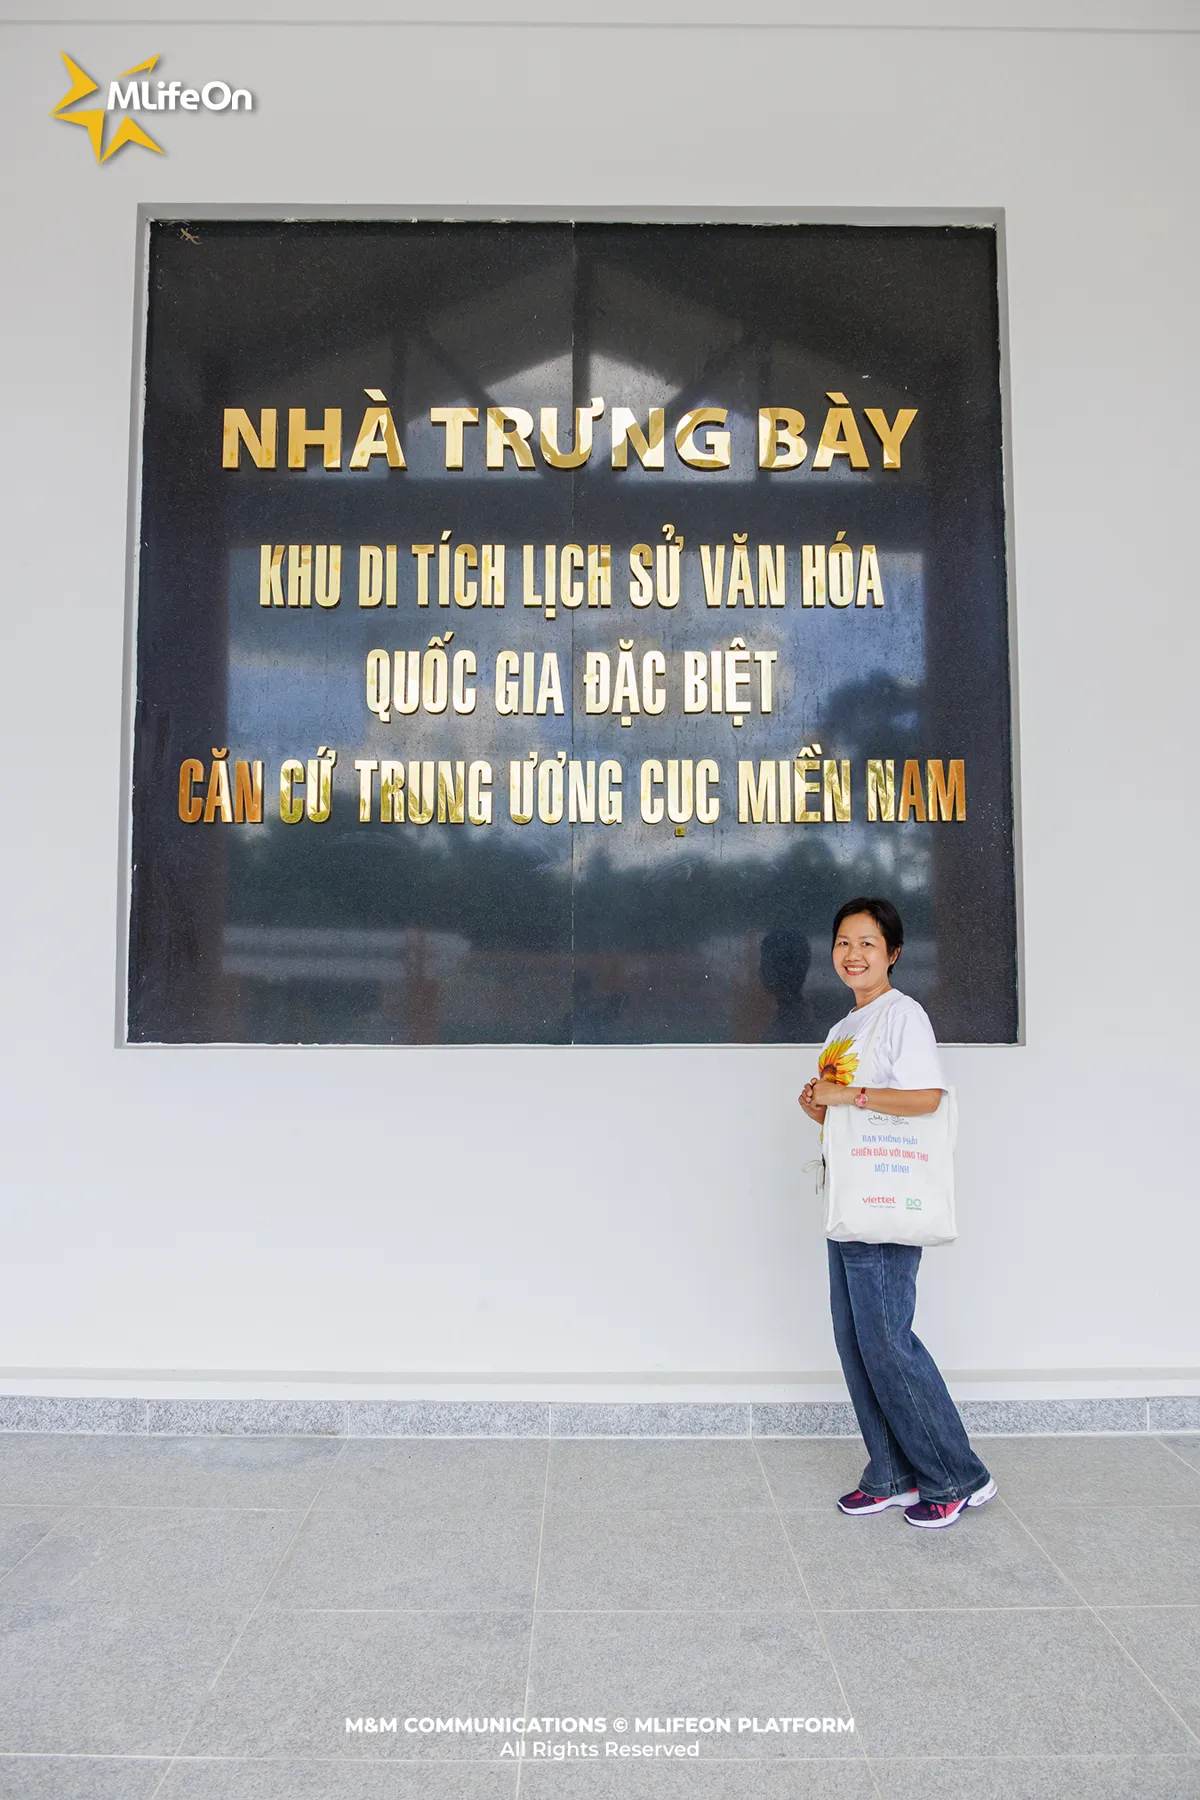 MLifeOn
NHÀ TRƯNG BÀY
KHU DI TÍCH LỊCH SỬ VĂN HÓA
QUỐC GIA ĐẶC BIỆT
CĂN CỨ TRUNG ƯƠNG CỤC MIỀN NAM
BẠN KHÔNG PHẢI
CHIẾN ĐẤU VỚI UNG THƯ
MỘT MÌNH
viettel
DO
M&M COMMUNICATIONS © MLIFEON PLATFORM
All Rights Reserved